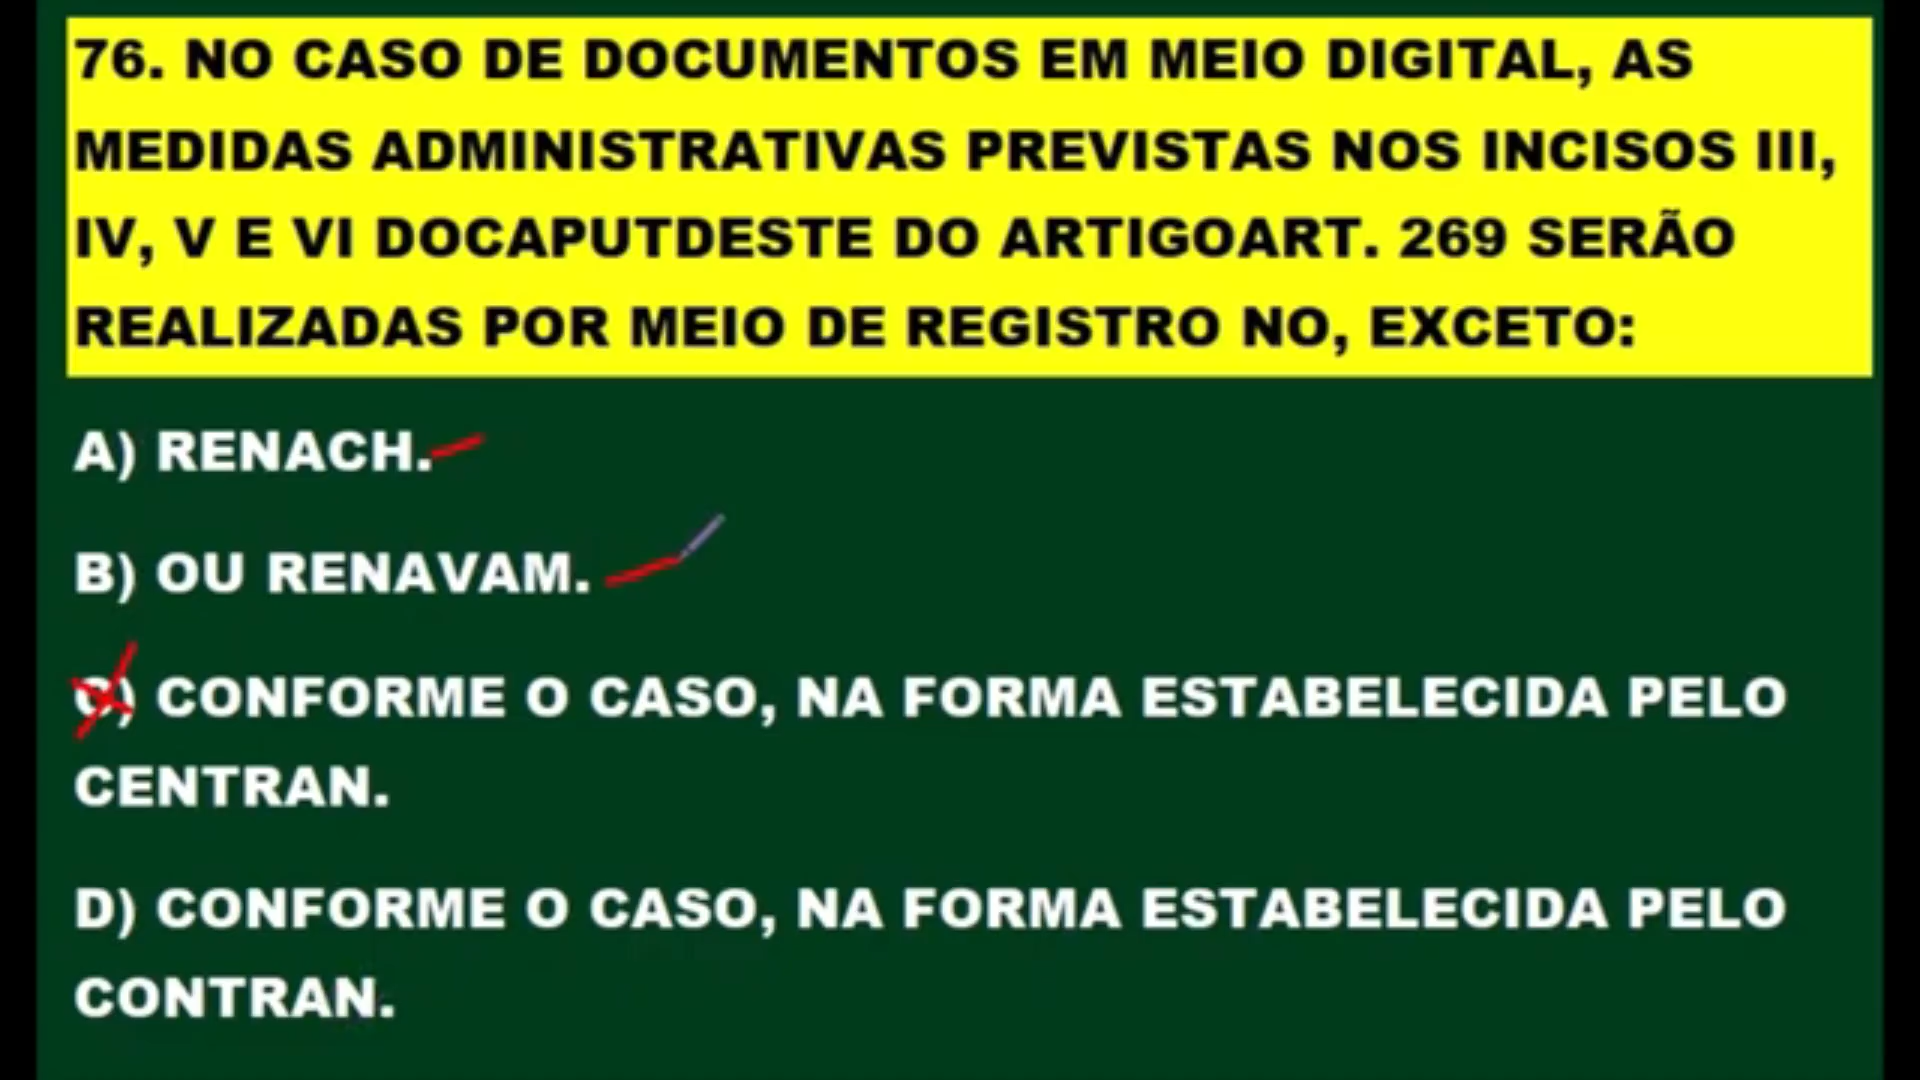 76. NO CASO DE DOCUMENTOS EM MEIO DIGITAL, AS
MEDIDAS ADMINISTRATIVAS PREVISTAS NOS INCISOS III,
IV, V E VI DOCAPUTDESTE DO ARTIGOART. 269 SERÃO
REALIZADAS POR MEIO DE REGISTRO NO, EXCETO:
A) RENACH.
B) OU RENAVAM.
C) CONFORME O CASO, NA FORMA ESTABELECIDA PELO
CENTRAN.
D) CONFORME O CASO, NA FORMA ESTABELECIDA PELO
CONTRAN.